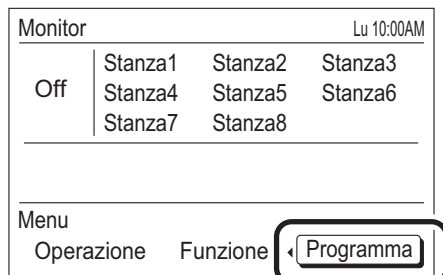 Monitor Lu 10:00AM
Off
Stanza1 Stanza2 Stanza3
Stanza4 Stanza5 Stanza6
Stanza7 Stanza8
Menu
Operazione Funzione Programma